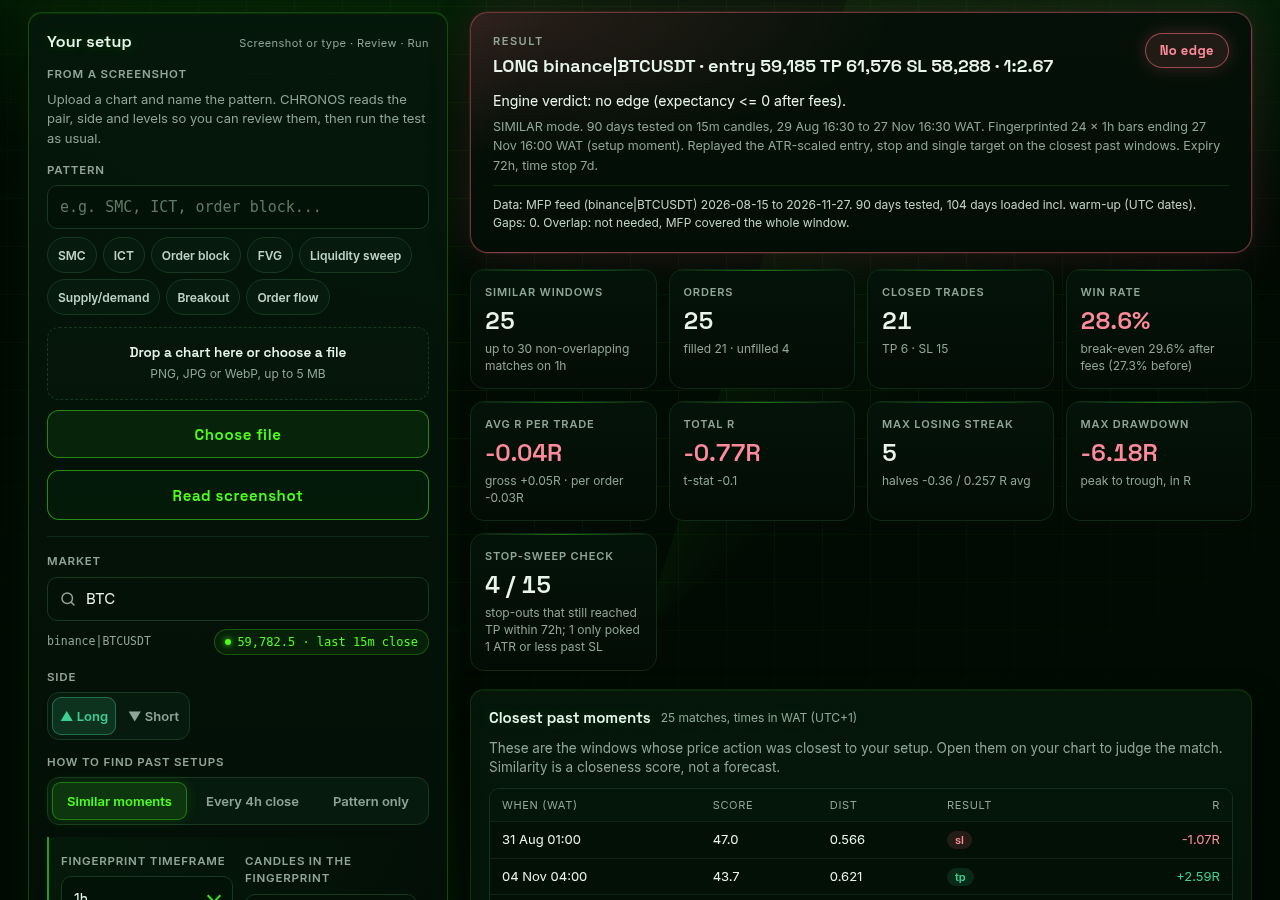 Your setup
Screenshot or type · Review · Run
FROM A SCREENSHOT
Upload a chart and name the pattern. CHRONOS reads the
pair, side and levels so you can review them, then run the test
as usual.
PATTERN
e.g. SMC, ICT, order block...
SMC
ICT
Order block
FVG
Liquidity sweep
Supply/demand
Breakout
Order flow
Drop a chart here or choose a file
PNG, JPG or WebP, up to 5 MB
Choose file
Read screenshot
MARKET
BTC
binance|BTCUSDT
59,782.5 · last 15m close
SIDE
▲ Long
▼ Short
HOW TO FIND PAST SETUPS
Similar moments
Every 4h close
Pattern only
FINGERPRINT TIMEFRAME
CANDLES IN THE
FINGERPRINT
1h
RESULT
LONG binance|BTCUSDT · entry 59,185 TP 61,576 SL 58,288 · 1:2.67
No edge
Engine verdict: no edge (expectancy <= 0 after fees).
SIMILAR mode. 90 days tested on 15m candles, 29 Aug 16:30 to 27 Nov 16:30 WAT. Fingerprinted 24 × 1h bars ending 27
Nov 16:00 WAT (setup moment). Replayed the ATR-scaled entry, stop and single target on the closest past windows. Expiry
72h, time stop 7d.
Data: MFP feed (binance|BTCUSDT) 2026-08-15 to 2026-11-27. 90 days tested, 104 days loaded incl. warm-up (UTC dates).
Gaps: 0. Overlap: not needed, MFP covered the whole window.
SIMILAR WINDOWS
25
up to 30 non-overlapping
matches on 1h
ORDERS
25
filled 21 · unfilled 4
CLOSED TRADES
21
TP 6 · SL 15
WIN RATE
28.6%
break-even 29.6% after
fees (27.3% before)
AVG R PER TRADE
-0.04R
gross +0.05R · per order
-0.03R
TOTAL R
-0.77R
t-stat -0.1
MAX LOSING STREAK
5
halves -0.36 / 0.257 R avg
MAX DRAWDOWN
-6.18R
peak to trough, in R
STOP-SWEEP CHECK
4 / 15
stop-outs that still reached
TP within 72h; 1 only poked
1 ATR or less past SL
Closest past moments
25 matches, times in WAT (UTC+1)
These are the windows whose price action was closest to your setup. Open them on your chart to judge the match.
Similarity is a closeness score, not a forecast.
WHEN (WAT) SCORE DIST RESULT R
31 Aug 01:00 47.0 0.566 sl -1.07R
04 Nov 04:00 43.7 0.621 tp +2.59R